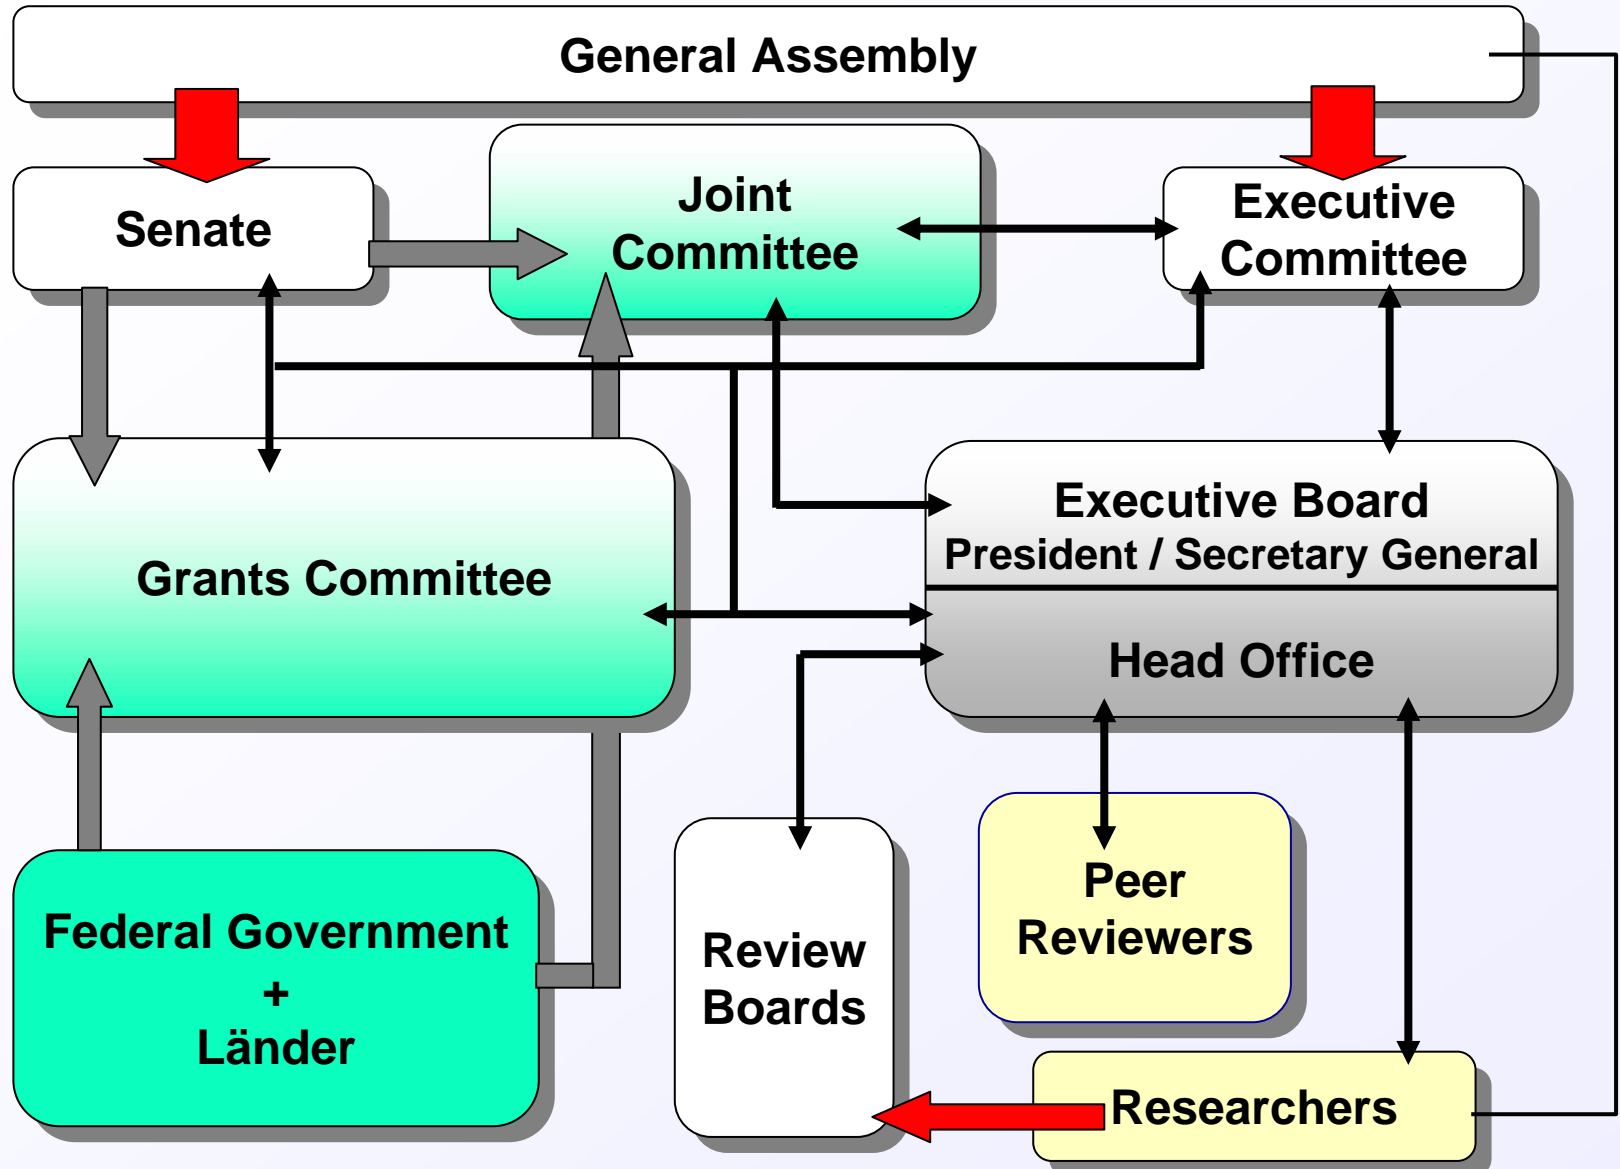 General Assembly
Senate
Joint
Committee
Executive
Committee
Grants Committee
Executive Board
President / Secretary General
Head Office
Federal Government
+
Länder
Review
Boards
Peer
Reviewers
Researchers